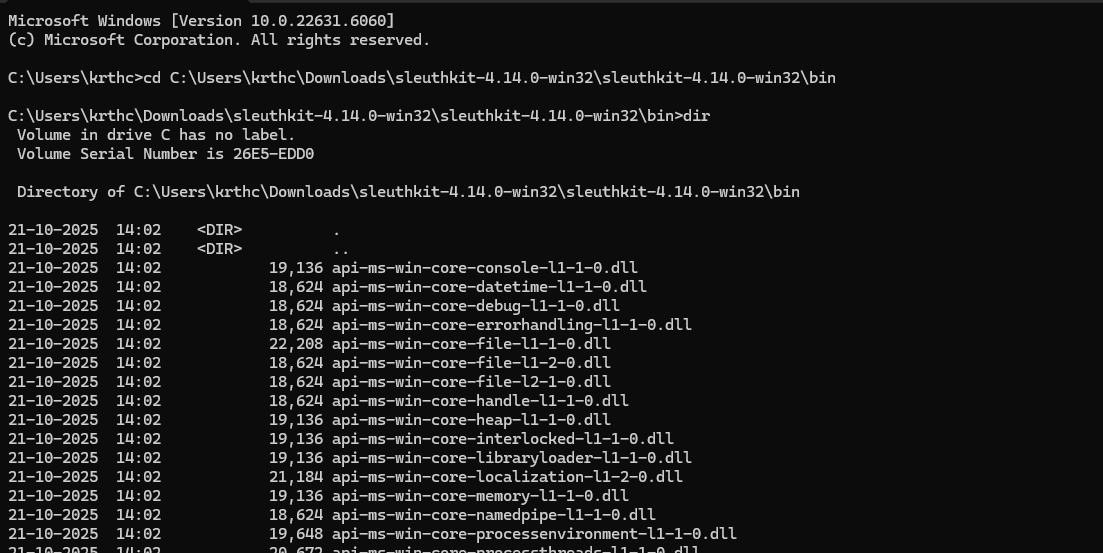 Microsoft Windows [Version 10.0.22631.6060]
(c) Microsoft Corporation. All rights reserved.
C:\Users\krthc>cd C:\Users\krthc\Downloads\sleuthkit-4.14.0-win32\sleuthkit-4.14.0-win32\bin
C:\Users\krthc\Downloads\sleuthkit-4.14.0-win32\sleuthkit-4.14.0-win32\bin>dir
Volume in drive C has no label.
Volume Serial Number is 26E5-EDD0
Directory of C:\Users\krthc\Downloads\sleuthkit-4.14.0-win32\sleuthkit-4.14.0-win32\bin
21-10-2025 14:02 <DIR> .
21-10-2025 14:02 <DIR> ..
21-10-2025 14:02 19,136 api-ms-win-core-console-l1-1-0.dll
21-10-2025 14:02 18,624 api-ms-win-core-datetime-l1-1-0.dll
21-10-2025 14:02 18,624 api-ms-win-core-debug-l1-1-0.dll
21-10-2025 14:02 18,624 api-ms-win-core-errorhandling-l1-1-0.dll
21-10-2025 14:02 22,208 api-ms-win-core-file-l1-1-0.dll
21-10-2025 14:02 18,624 api-ms-win-core-file-l1-2-0.dll
21-10-2025 14:02 18,624 api-ms-win-core-file-l2-1-0.dll
21-10-2025 14:02 18,624 api-ms-win-core-handle-l1-1-0.dll
21-10-2025 14:02 19,136 api-ms-win-core-heap-l1-1-0.dll
21-10-2025 14:02 19,136 api-ms-win-core-interlocked-l1-1-0.dll
21-10-2025 14:02 19,136 api-ms-win-core-libraryloader-l1-1-0.dll
21-10-2025 14:02 21,184 api-ms-win-core-localization-l1-2-0.dll
21-10-2025 14:02 19,136 api-ms-win-core-memory-l1-1-0.dll
21-10-2025 14:02 18,624 api-ms-win-core-namedpipe-l1-1-0.dll
21-10-2025 14:02 19,648 api-ms-win-core-processenvironment-l1-1-0.dll
21-10-2025 14:02 20,672 api-ms-win-core-processthreads-l1-1-0.dll